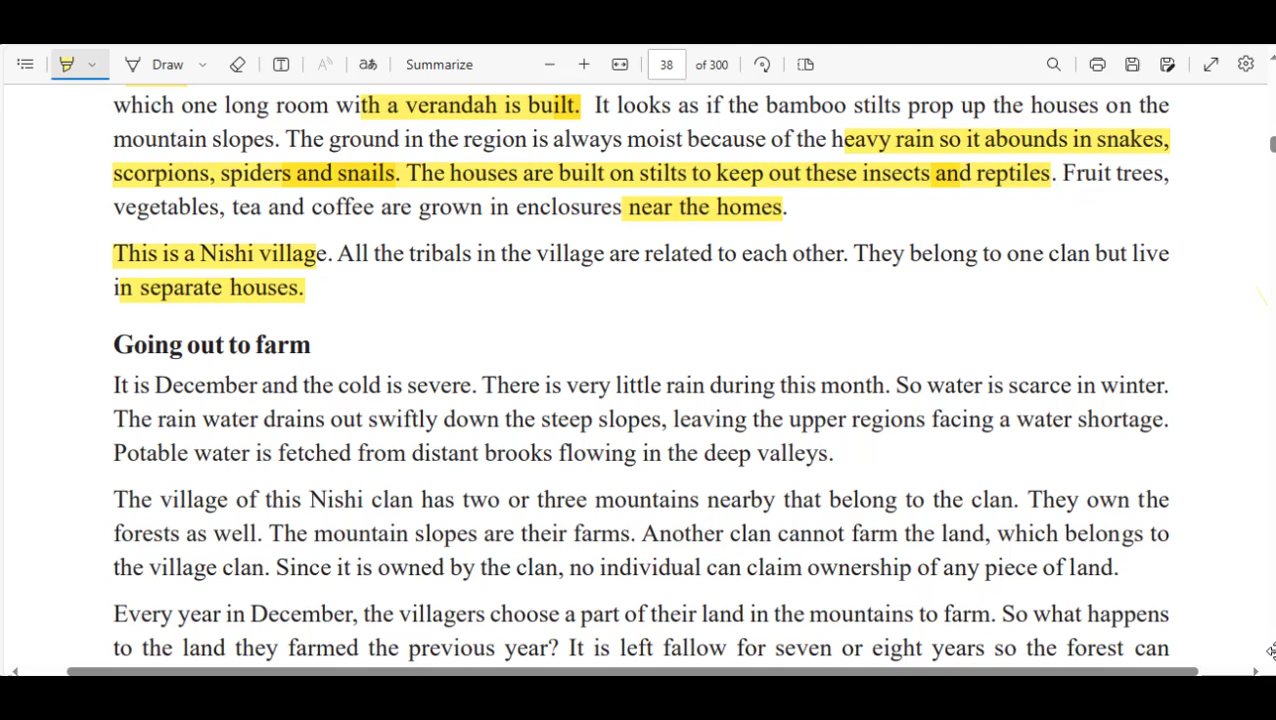 Draw
Summarize
38
of 300
which one long room with a verandah is built. It looks as if the bamboo stilts prop up the houses on the
mountain slopes. The ground in the region is always moist because of the heavy rain so it abounds in snakes,
scorpions, spiders and snails. The houses are built on stilts to keep out these insects and reptiles. Fruit trees,
vegetables, tea and coffee are grown in enclosures near the homes.
This is a Nishi village. All the tribals in the village are related to each other. They belong to one clan but live
in separate houses.
Going out to farm
It is December and the cold is severe. There is very little rain during this month. So water is scarce in winter.
The rain water drains out swiftly down the steep slopes, leaving the upper regions facing a water shortage.
Potable water is fetched from distant brooks flowing in the deep valleys.
The village of this Nishi clan has two or three mountains nearby that belong to the clan. They own the
forests as well. The mountain slopes are their farms. Another clan cannot farm the land, which belongs to
the village clan. Since it is owned by the clan, no individual can claim ownership of any piece of land.
Every year in December, the villagers choose a part of their land in the mountains to farm. So what happens
to the land they farmed the previous year? It is left fallow for seven or eight years so the forest can